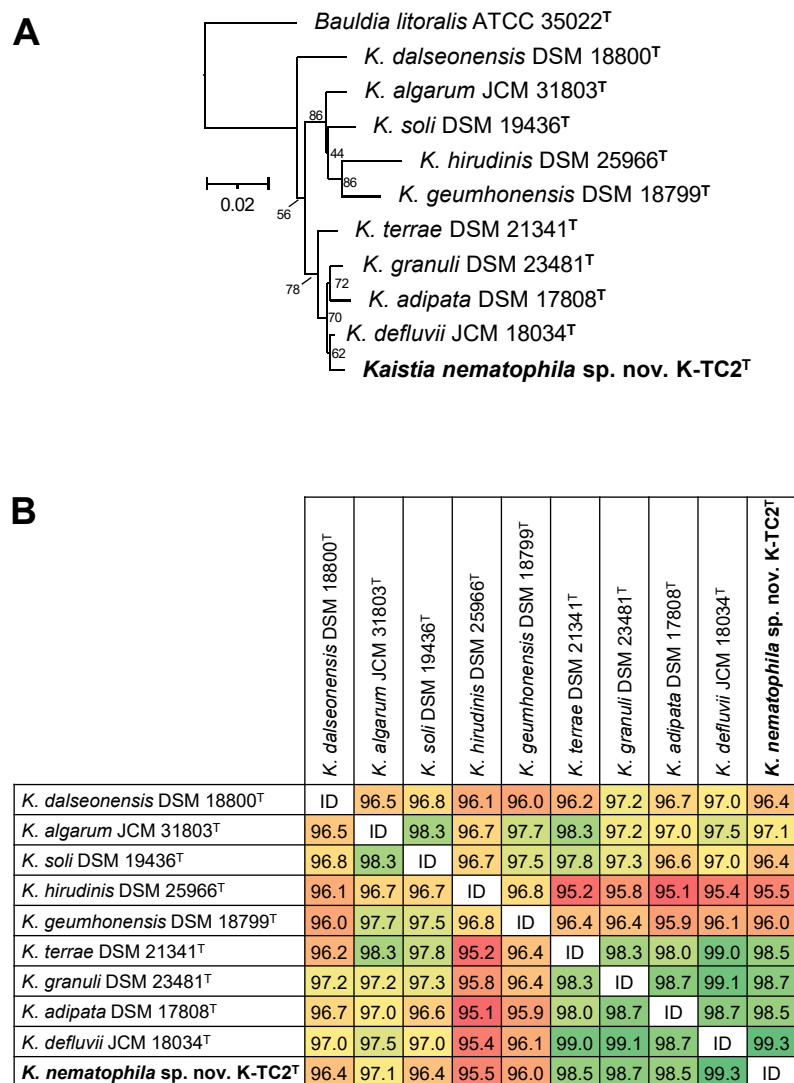 A
Bauldia litoralis ATCC 35022ᵀ
K. dalseonensis DSM 18800ᵀ
K. algarum JCM 31803ᵀ
86
K. soli DSM 19436ᵀ
44
K. hirudinis DSM 25966ᵀ
86
K. geumhonensis DSM 18799ᵀ
0.02
56
K. terrae DSM 21341ᵀ
K. granuli DSM 23481ᵀ
78
72
K. adipata DSM 17808ᵀ
70
K. defluvii JCM 18034ᵀ
62
Kaistia nematophila sp. nov. K-TC2ᵀ
B
K. dalseonensis DSM 18800ᵀ
K. algarum JCM 31803ᵀ
K. soli DSM 19436ᵀ
K. hirudinis DSM 25966ᵀ
K. geumhonensis DSM 18799ᵀ
K. terrae DSM 21341ᵀ
K. granuli DSM 23481ᵀ
K. adipata DSM 17808ᵀ
K. defluvii JCM 18034ᵀ
K. nematophila sp. nov. K-TC2ᵀ
K. dalseonensis DSM 18800ᵀ ID 96.5 96.8 96.1 96.0 96.2 97.2 96.7 97.0 96.4
K. algarum JCM 31803ᵀ 96.5 ID 98.3 96.7 97.7 98.3 97.2 97.0 97.5 97.1
K. soli DSM 19436ᵀ 96.8 98.3 ID 96.7 97.5 97.8 97.3 96.6 97.0 96.4
K. hirudinis DSM 25966ᵀ 96.1 96.7 96.7 ID 96.8 95.2 95.8 95.1 95.4 95.5
K. geumhonensis DSM 18799ᵀ 96.0 97.7 97.5 96.8 ID 96.4 96.4 95.9 96.1 96.0
K. terrae DSM 21341ᵀ 96.2 98.3 97.8 95.2 96.4 ID 98.3 98.0 99.0 98.5
K. granuli DSM 23481ᵀ 97.2 97.2 97.3 95.8 96.4 98.3 ID 98.7 99.1 98.7
K. adipata DSM 17808ᵀ 96.7 97.0 96.6 95.1 95.9 98.0 98.7 ID 98.7 98.5
K. defluvii JCM 18034ᵀ 97.0 97.5 97.0 95.4 96.1 99.0 99.1 98.7 ID 99.3
K. nematophila sp. nov. K-TC2ᵀ 96.4 97.1 96.4 95.5 96.0 98.5 98.7 98.5 99.3 ID